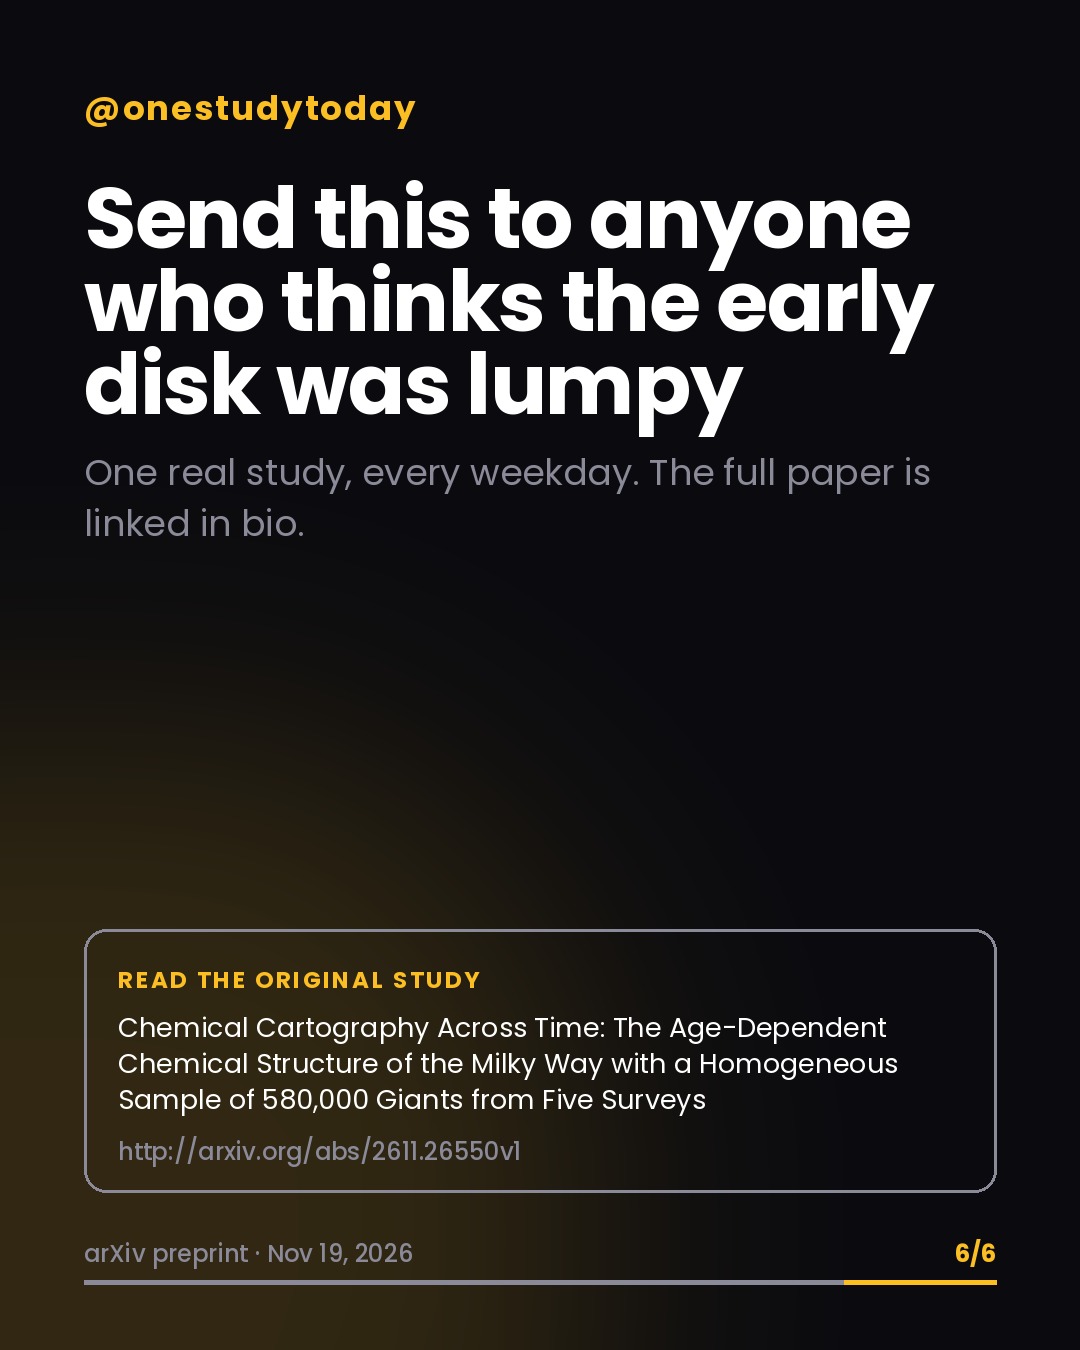 @onestudytoday
Send this to anyone
who thinks the early
disk was lumpy
One real study, every weekday. The full paper is
linked in bio.
READ THE ORIGINAL STUDY
Chemical Cartography Across Time: The Age-Dependent
Chemical Structure of the Milky Way with a Homogeneous
Sample of 580,000 Giants from Five Surveys
http://arxiv.org/abs/2611.26550v1
arXiv preprint · Nov 19, 2026
6/6